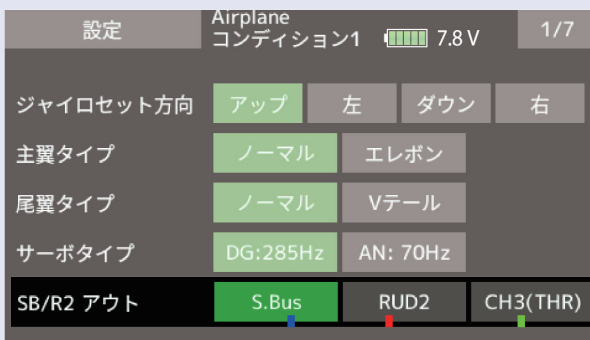 設定 Airplane 1/7
コンディション1 7.8 V
ジャイロセット方向 アップ 左 ダウン 右
主翼タイプ ノーマル エレボン
尾翼タイプ ノーマル Vテール
サーボタイプ DG:285Hz AN: 70Hz
SB/R2 アウト S.Bus RUD2 CH3(THR)